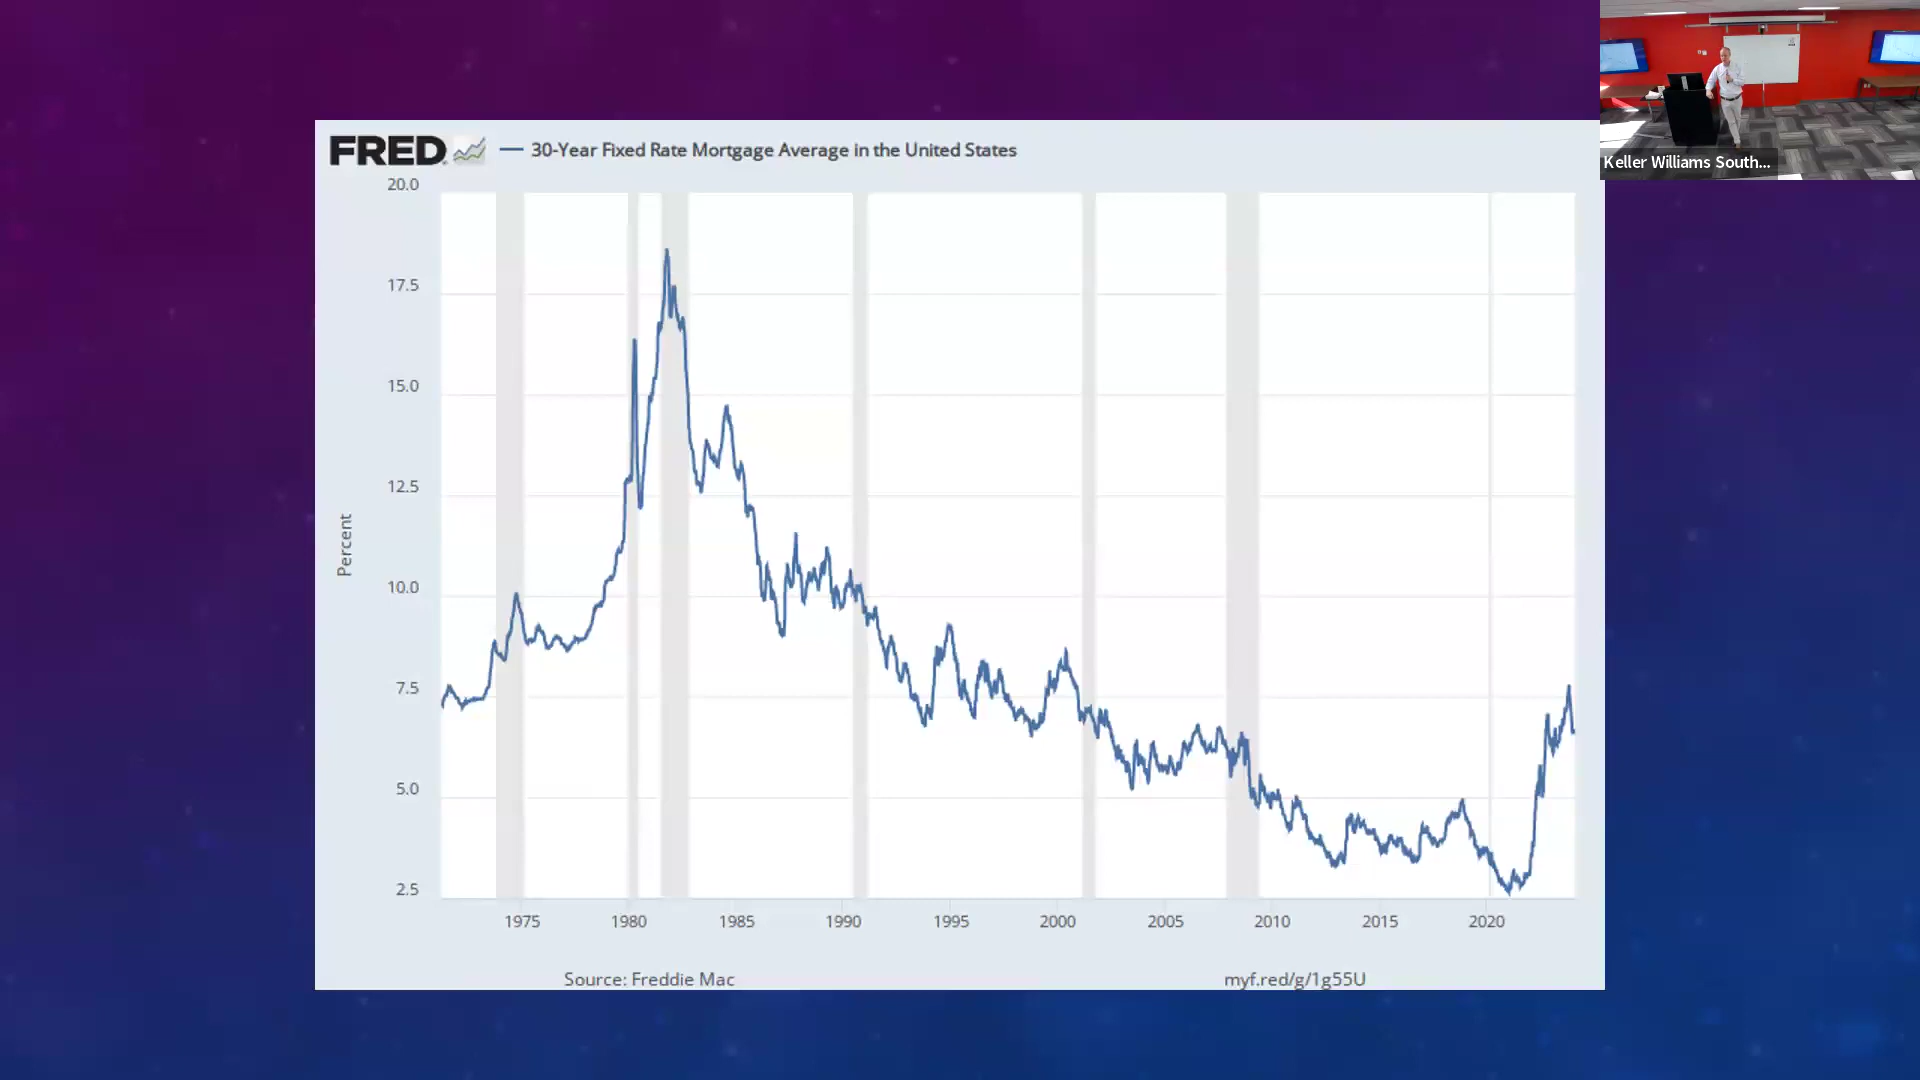 FRED
30-Year Fixed Rate Mortgage Average in the United States
Keller Williams South...
20.0
17.5
15.0
12.5
10.0
7.5
5.0
2.5
Percent
1975 1980 1985 1990 1995 2000 2005 2010 2015 2020
Source: Freddie Mac
myf.red/g/1g55U